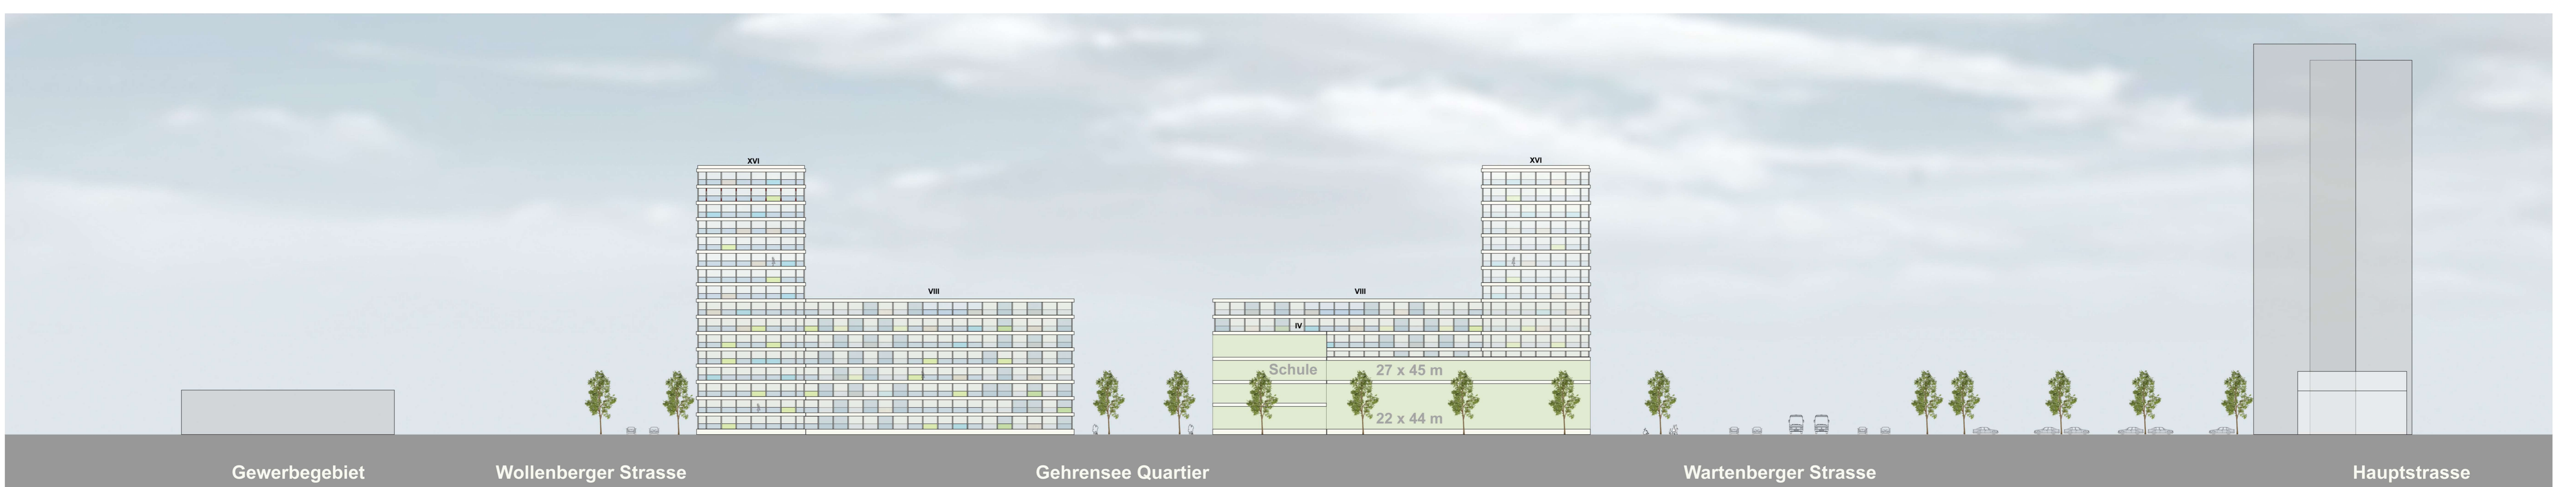 XVI
XVI
VIII
VIII
IV
Schule
27 x 45 m
22 x 44 m
Gewerbegebiet
Wollenberger Strasse
Gehrensee Quartier
Wartenberger Strasse
Hauptstrasse